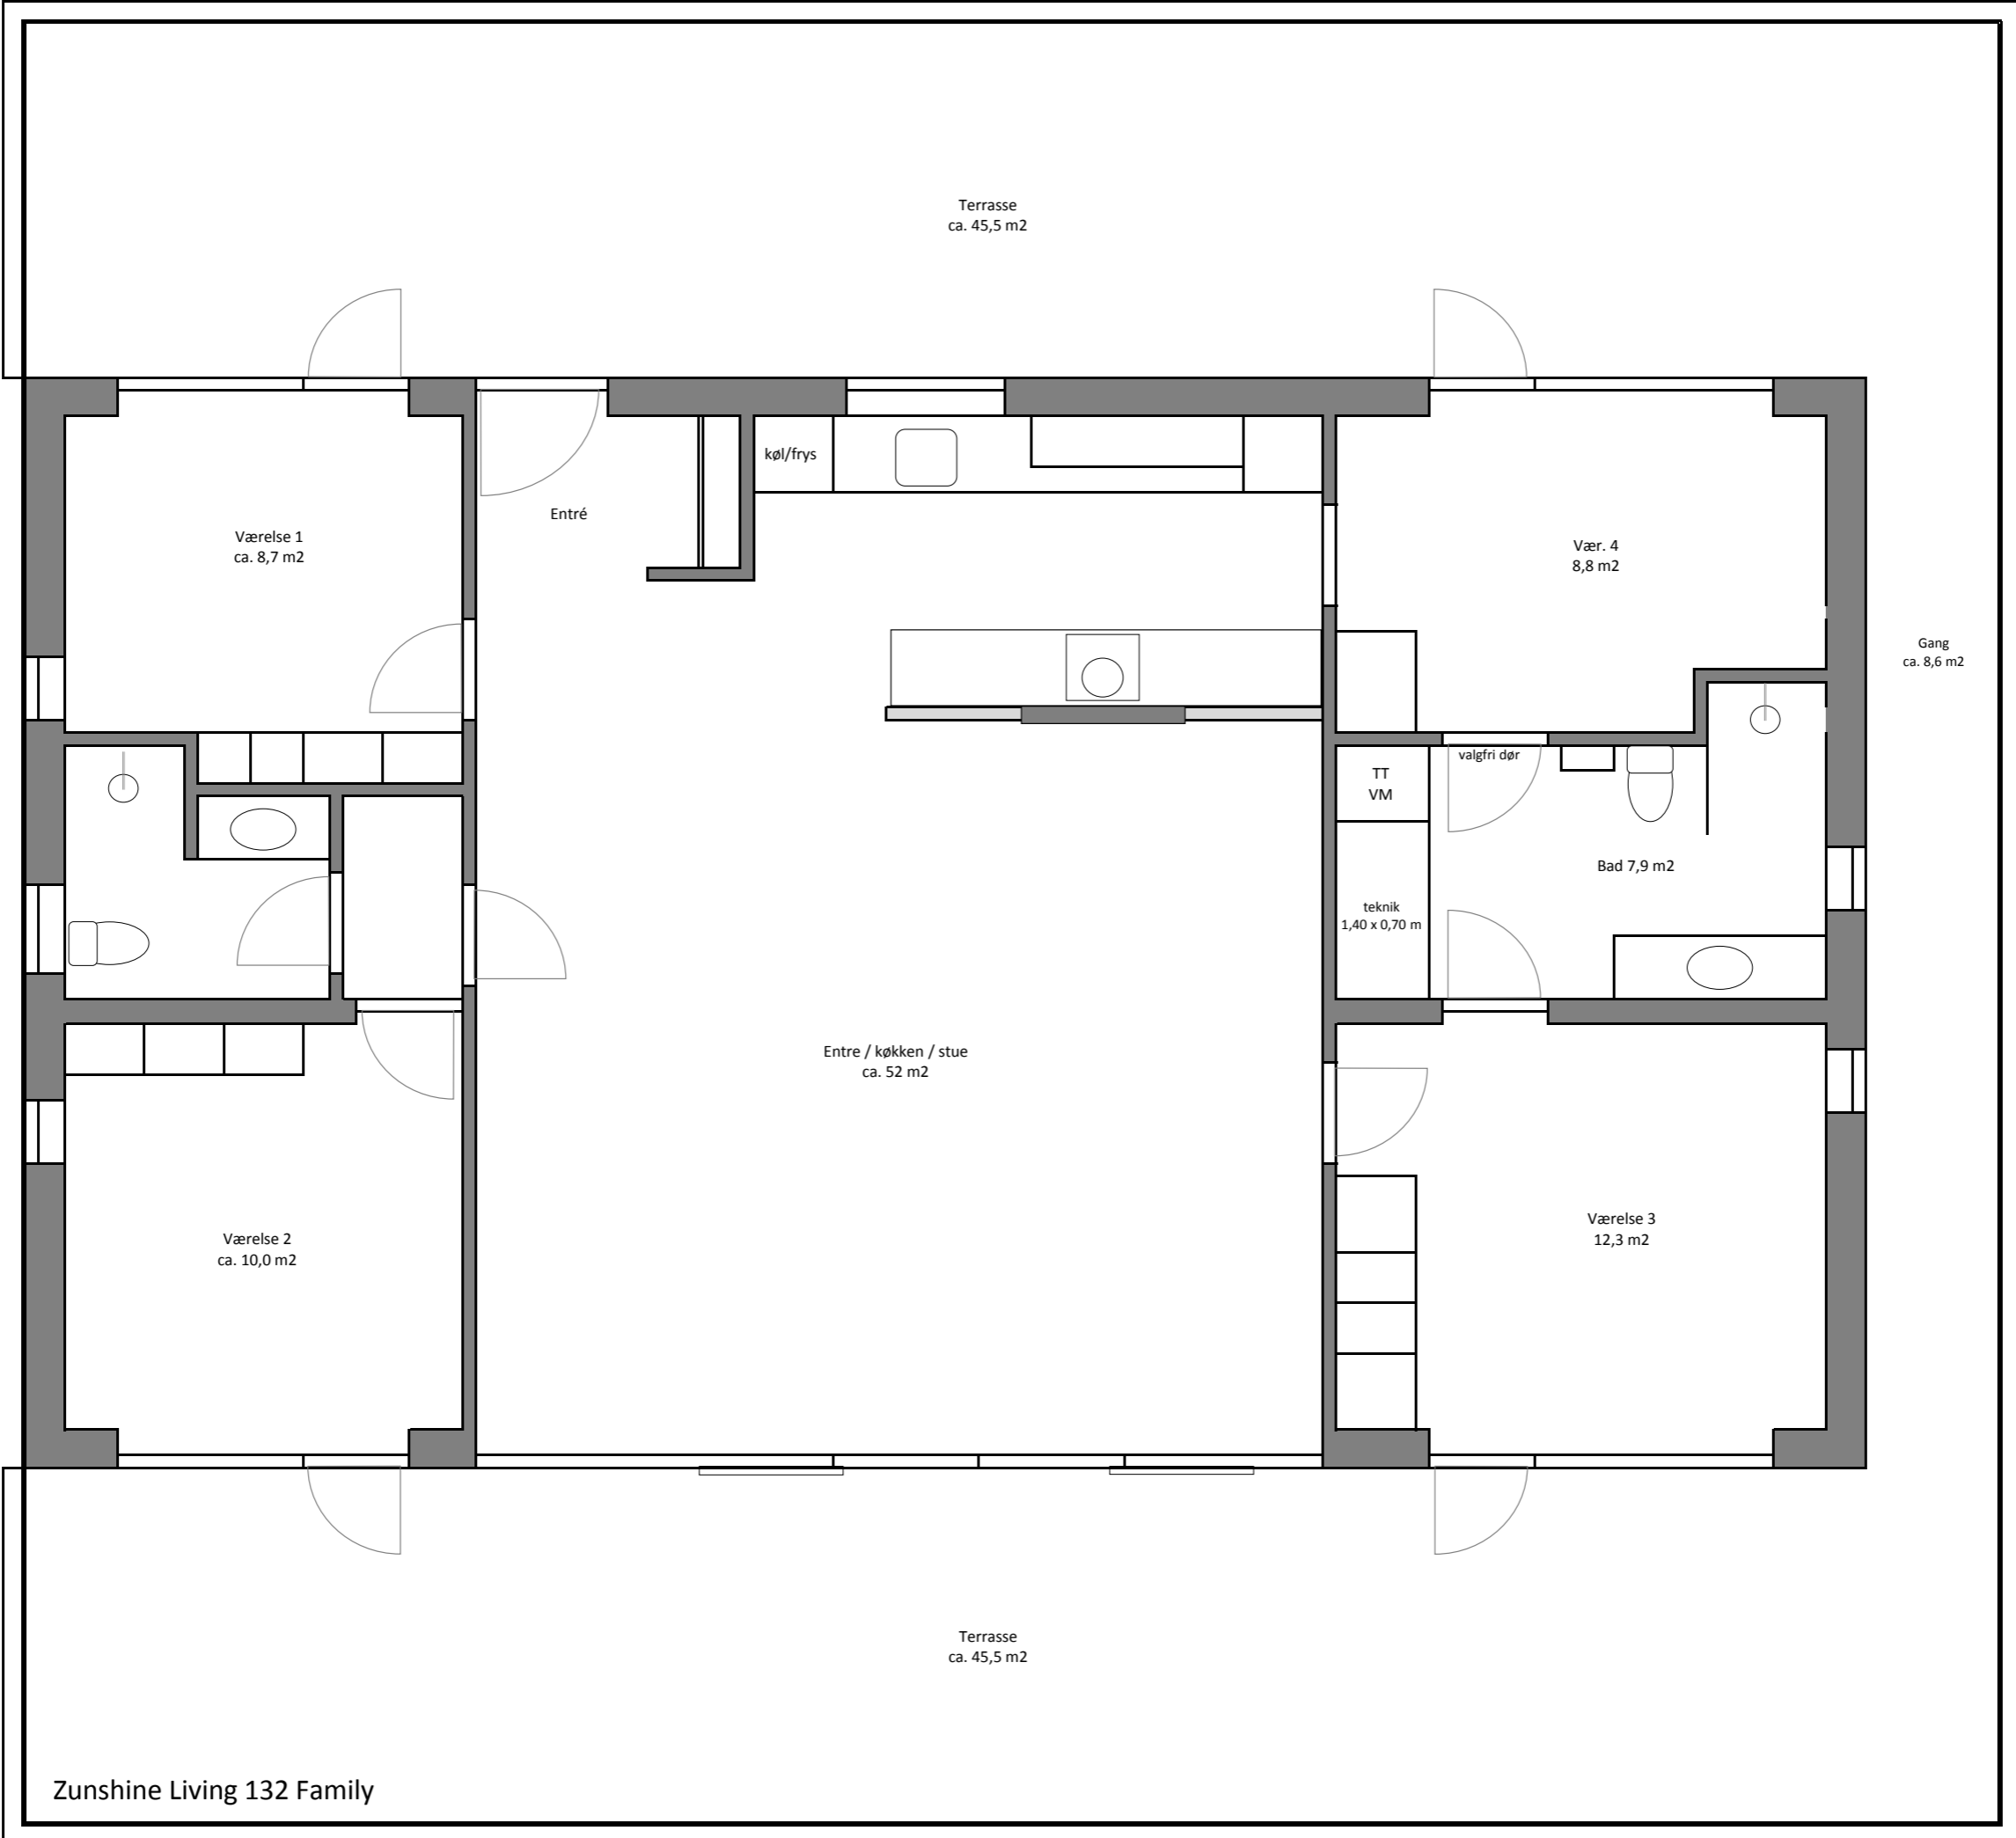 Terrasse
ca. 45,5 m2
køl/frys
Entré
Værelse 1
ca. 8,7 m2
Vær. 4
8,8 m2
Gang
ca. 8,6 m2
valgfri dør
TT
VM
Bad 7,9 m2
teknik
1,40 x 0,70 m
Entre / køkken / stue
ca. 52 m2
Værelse 2
ca. 10,0 m2
Værelse 3
12,3 m2
Terrasse
ca. 45,5 m2
Zunshine Living 132 Family